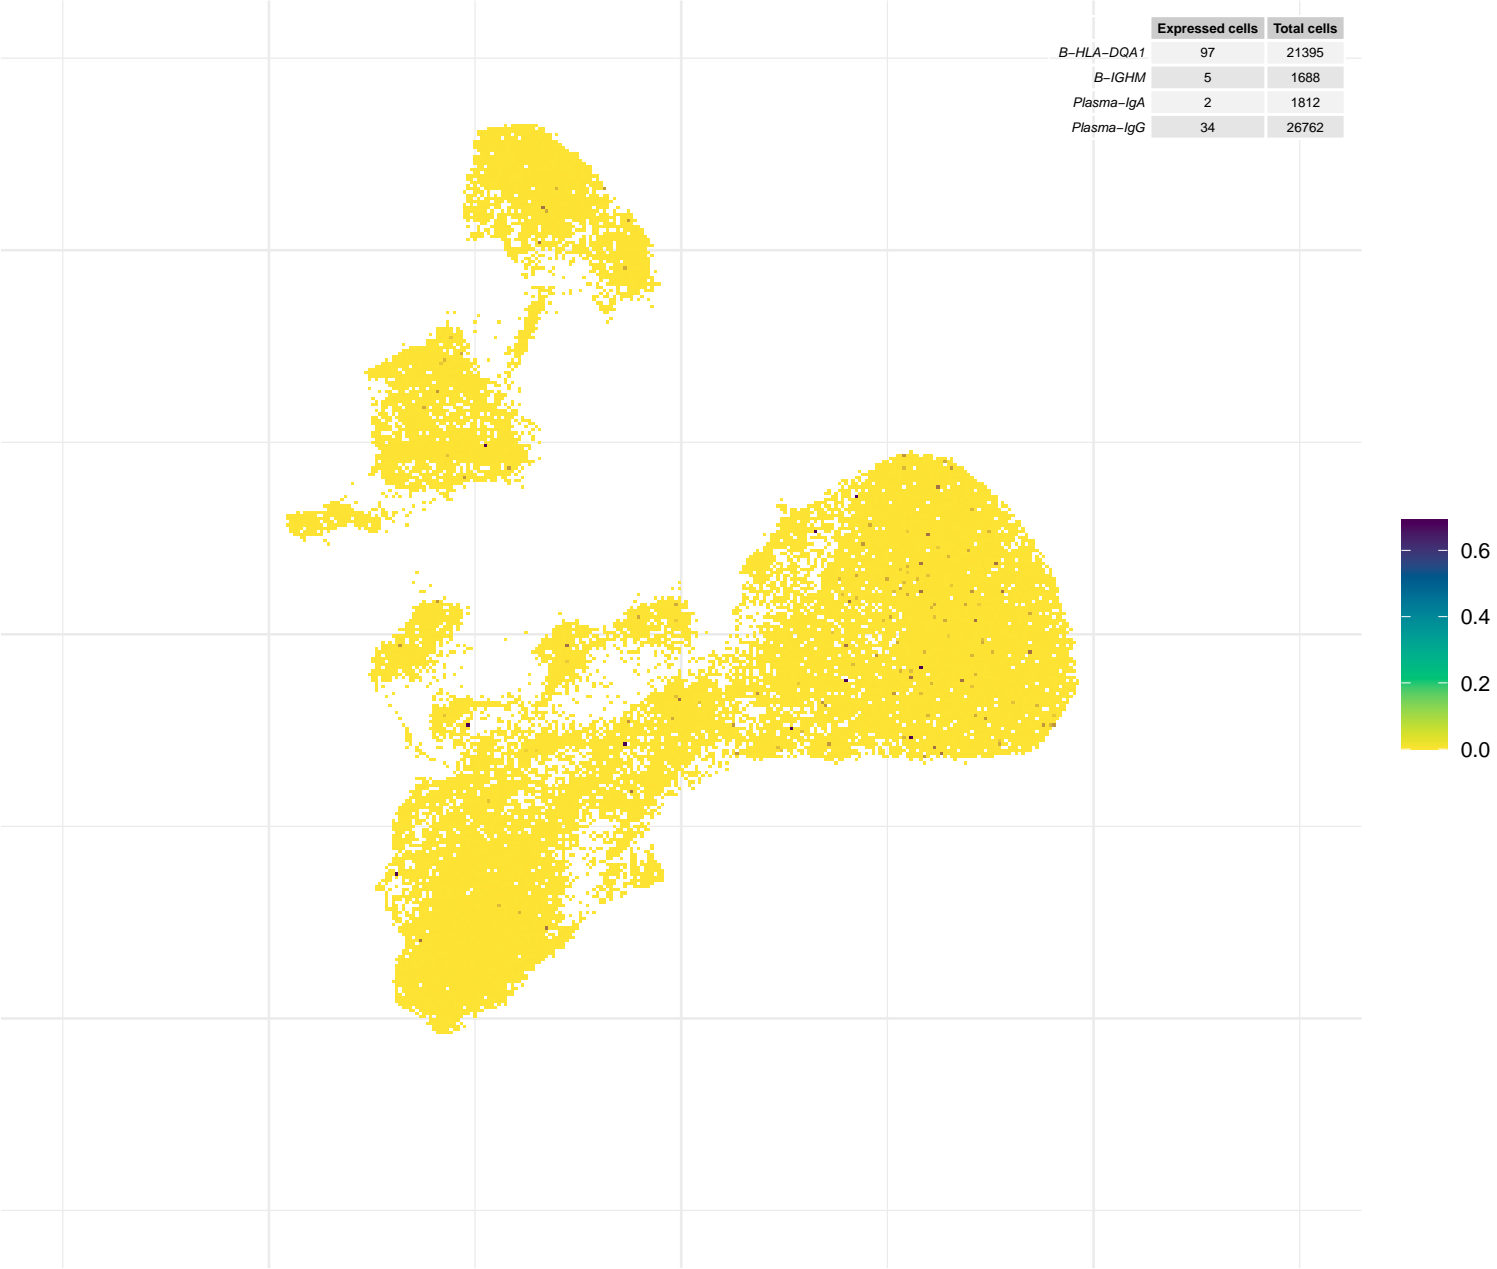 Expressed cells Total cells
B−HLA−DQA1 97 21395
B−IGHM 5 1688
Plasma−IgA 2 1812
Plasma−IgG 34 26762
0.6
0.4
0.2
0.0